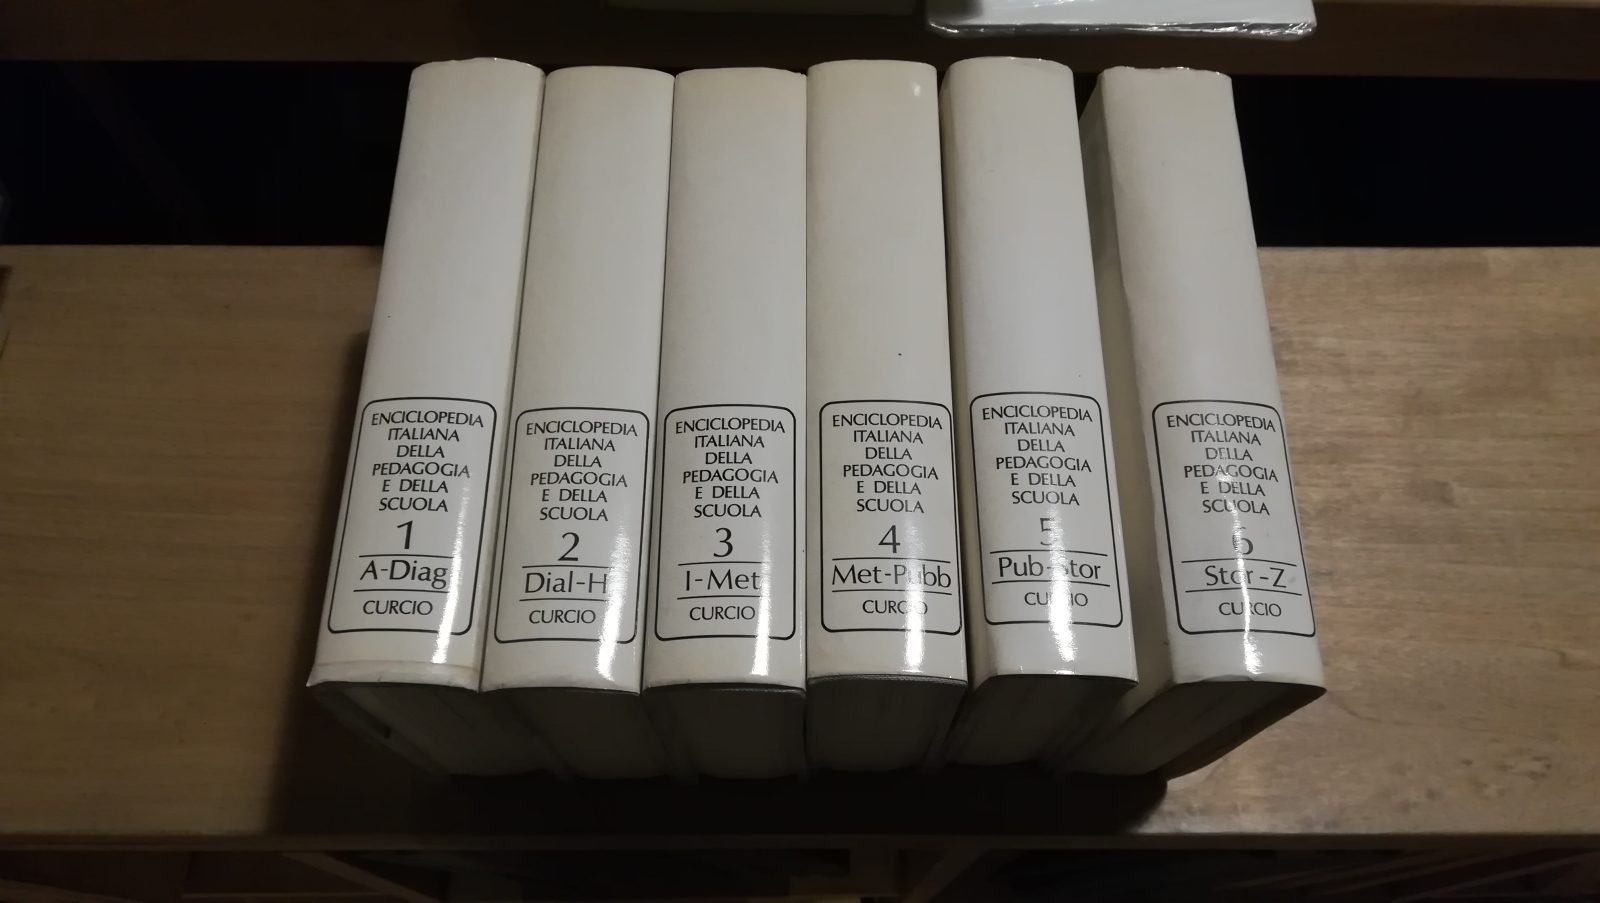 ENCICLOPEDIA
ITALIANA
DELLA
PEDAGOGIA
E DELLA
SCUOLA
1
A-Diag
CURCIO
ENCICLOPEDIA
ITALIANA
DELLA
PEDAGOGIA
E DELLA
SCUOLA
2
Dial-H
CURCIO
ENCICLOPEDIA
ITALIANA
DELLA
PEDAGOGIA
E DELLA
SCUOLA
3
I-Met
CURCIO
ENCICLOPEDIA
ITALIANA
DELLA
PEDAGOGIA
E DELLA
SCUOLA
4
Met-Pubb
CURCIO
ENCICLOPEDIA
ITALIANA
DELLA
PEDAGOGIA
E DELLA
SCUOLA
5
Pub-Stor
CURCIO
ENCICLOPEDIA
ITALIANA
DELLA
PEDAGOGIA
E DELLA
SCUOLA
6
Stor-Z
CURCIO